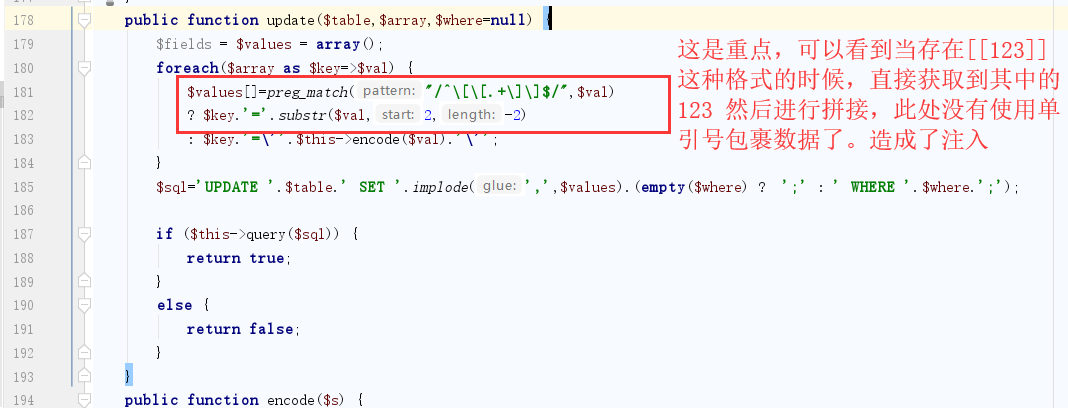 178 public function update($table,$array,$where=null) {
179 $fields = $values = array();
180 foreach($array as $key=>$val) {
181 $values[]=preg_match( pattern: "/^\[\[.+\]\]$/",$val)
182 ? $key.'='.substr($val, start: 2, length: -2)
183 : $key.'=\''.$this->encode($val).'\'';
184 }
185 $sql='UPDATE '.$table.' SET '.implode( glue: ',',$values).(empty($where) ? ';' : ' WHERE '.$where.';');
186
187 if ($this->query($sql)) {
188 return true;
189 }
190 else {
191 return false;
192 }
193 }
194 public function encode($s) {
这是重点，可以看到当存在[[123]]
这种格式的时候，直接获取到其中的
123 然后进行拼接，此处没有使用单
引号包裹数据了。造成了注入